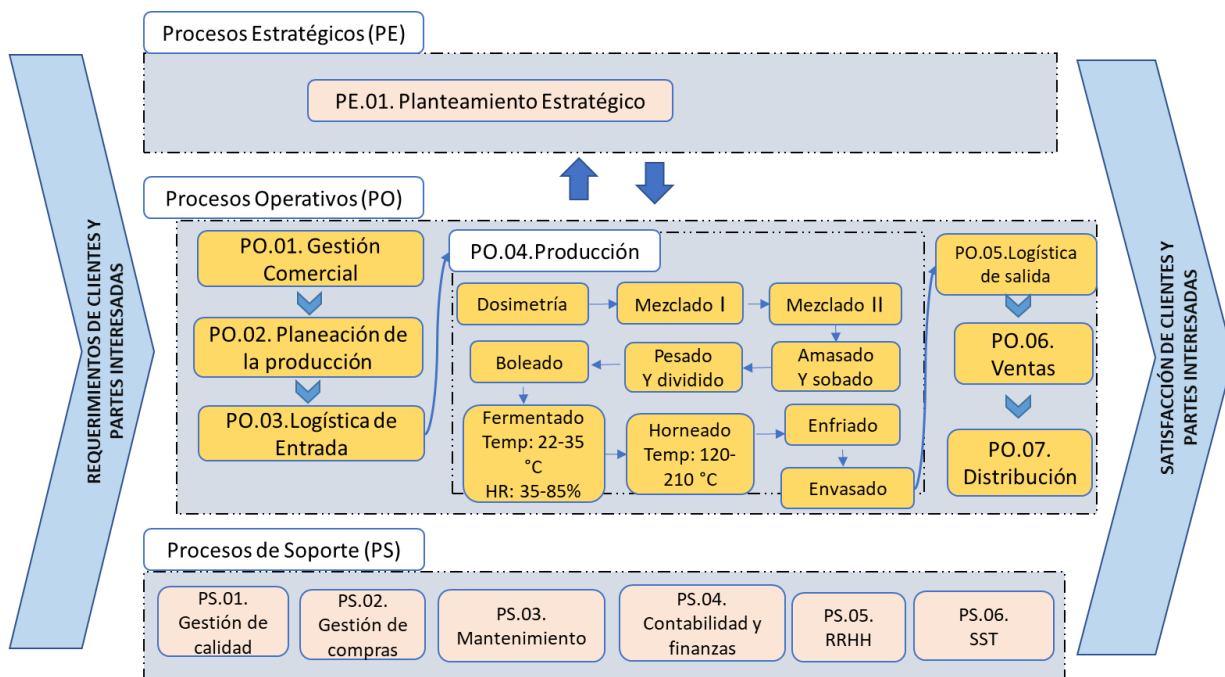 Procesos Estratégicos (PE)
PE.01. Planteamiento Estratégico
REQUERIMIENTOS DE CLIENTES Y
PARTES INTERESADAS
Procesos Operativos (PO)
PO.01. Gestión
Comercial
PO.02. Planeación de
la producción
PO.03.Logística de
Entrada
PO.04.Producción
Dosimetría
Mezclado I
Mezclado II
Amasado
Y sobado
Pesado
Y dividido
Boleado
Fermentado
Temp: 22-35
°C
HR: 35-85%
Horneado
Temp: 120-
210 °C
Enfriado
Envasado
PO.05.Logística
de salida
PO.06.
Ventas
PO.07.
Distribución
SATISFACCIÓN DE CLIENTES Y
PARTES INTERESADAS
Procesos de Soporte (PS)
PS.01.
Gestión de
calidad
PS.02.
Gestión de
compras
PS.03.
Mantenimiento
PS.04.
Contabilidad y
finanzas
PS.05.
RRHH
PS.06.
SST